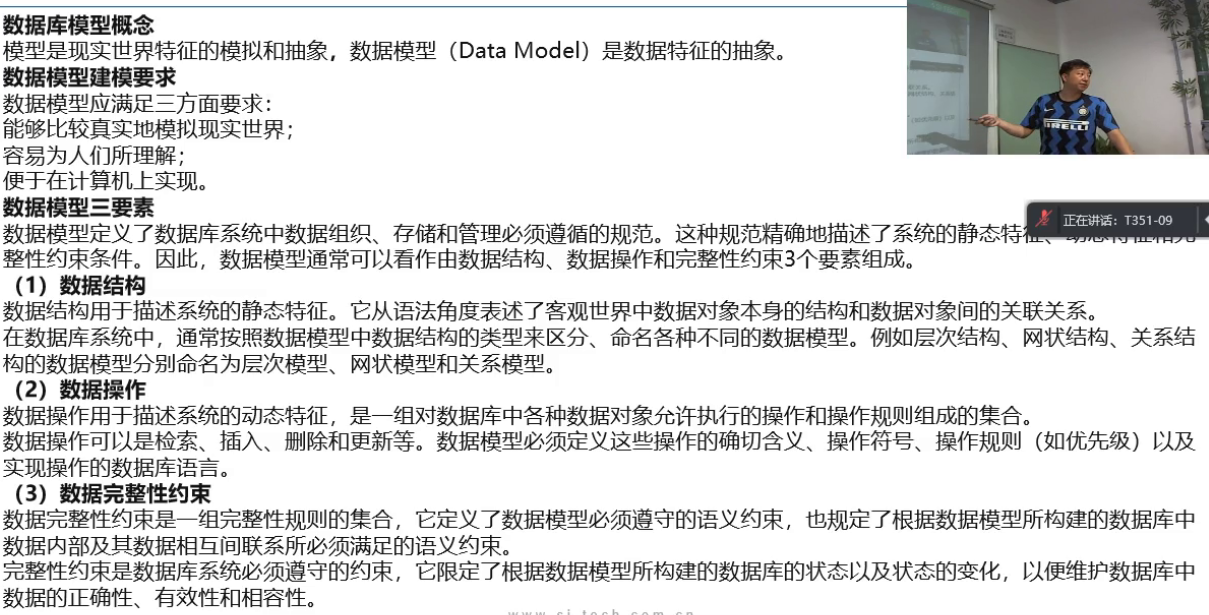 数据库模型概念
模型是现实世界特征的模拟和抽象，数据模型（Data Model）是数据特征的抽象。
数据模型建模要求
数据模型应满足三方面要求：
能够比较真实地模拟现实世界；
容易为人们所理解；
便于在计算机上实现。
数据模型三要素
数据模型定义了数据库系统中数据组织、存储和管理必须遵循的规范。这种规范精确地描述了系统的静态特征、动态特征和完
整性约束条件。因此，数据模型通常可以看作由数据结构、数据操作和完整性约束3个要素组成。
（1）数据结构
数据结构用于描述系统的静态特征。它从语法角度表述了客观世界中数据对象本身的结构和数据对象间的关联关系。
在数据库系统中，通常按照数据模型中数据结构的类型来区分、命名各种不同的数据模型。例如层次结构、网状结构、关系结
构的数据模型分别命名为层次模型、网状模型和关系模型。
（2）数据操作
数据操作用于描述系统的动态特征，是一组对数据库中各种数据对象允许执行的操作和操作规则组成的集合。
数据操作可以是检索、插入、删除和更新等。数据模型必须定义这些操作的确切含义、操作符号、操作规则（如优先级）以及
实现操作的数据库语言。
（3）数据完整性约束
数据完整性约束是一组完整性规则的集合，它定义了数据模型必须遵守的语义约束，也规定了根据数据模型所构建的数据库中
数据内部及其数据相互间联系所必须满足的语义约束。
完整性约束是数据库系统必须遵守的约束，它限定了根据数据模型所构建的数据库的状态以及状态的变化，以便维护数据库中
数据的正确性、有效性和相容性。
正在讲话：T351-09
PIRELLI